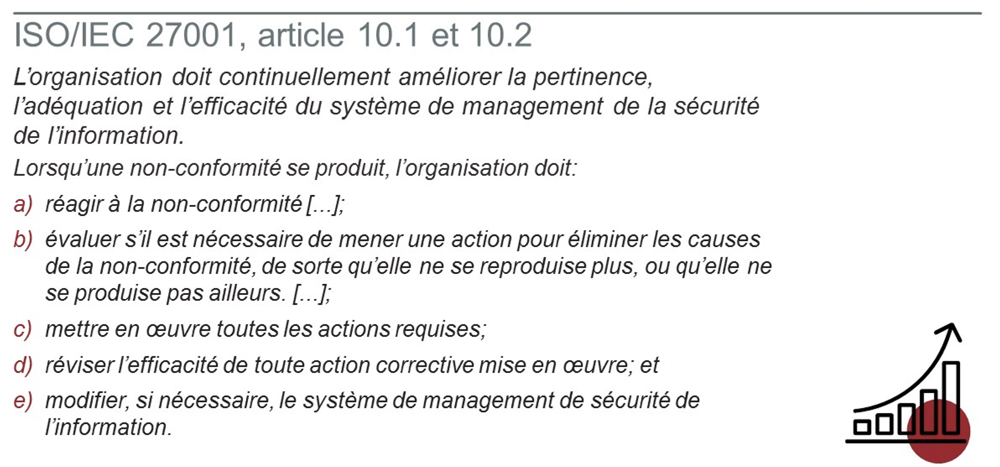 ISO/IEC 27001, article 10.1 et 10.2
L’organisation doit continuellement améliorer la pertinence,
l’adéquation et l’efficacité du système de management de la sécurité
de l’information.
Lorsqu’une non-conformité se produit, l’organisation doit:
a) réagir à la non-conformité [...];
b) évaluer s’il est nécessaire de mener une action pour éliminer les causes
de la non-conformité, de sorte qu’elle ne se reproduise plus, ou qu’elle ne
se produise pas ailleurs. [...];
c) mettre en œuvre toutes les actions requises;
d) réviser l’efficacité de toute action corrective mise en œuvre; et
e) modifier, si nécessaire, le système de management de sécurité de
l’information.